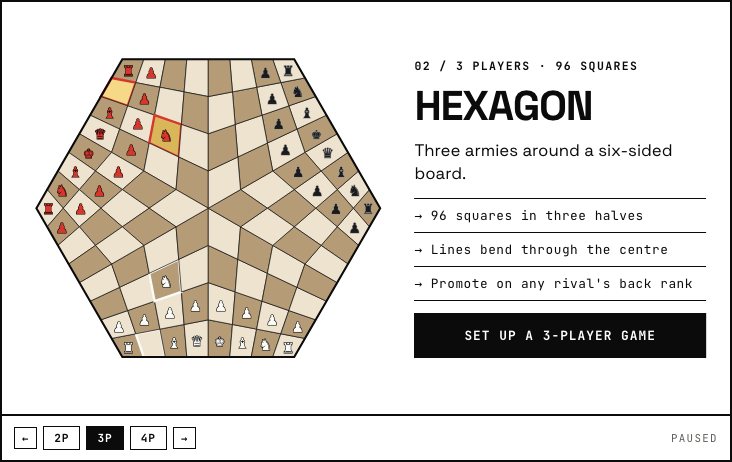 02 / 3 PLAYERS · 96 SQUARES
HEXAGON
Three armies around a six-sided
board.
→ 96 squares in three halves
→ Lines bend through the centre
→ Promote on any rival's back rank
SET UP A 3-PLAYER GAME
← 2P 3P 4P →
PAUSED